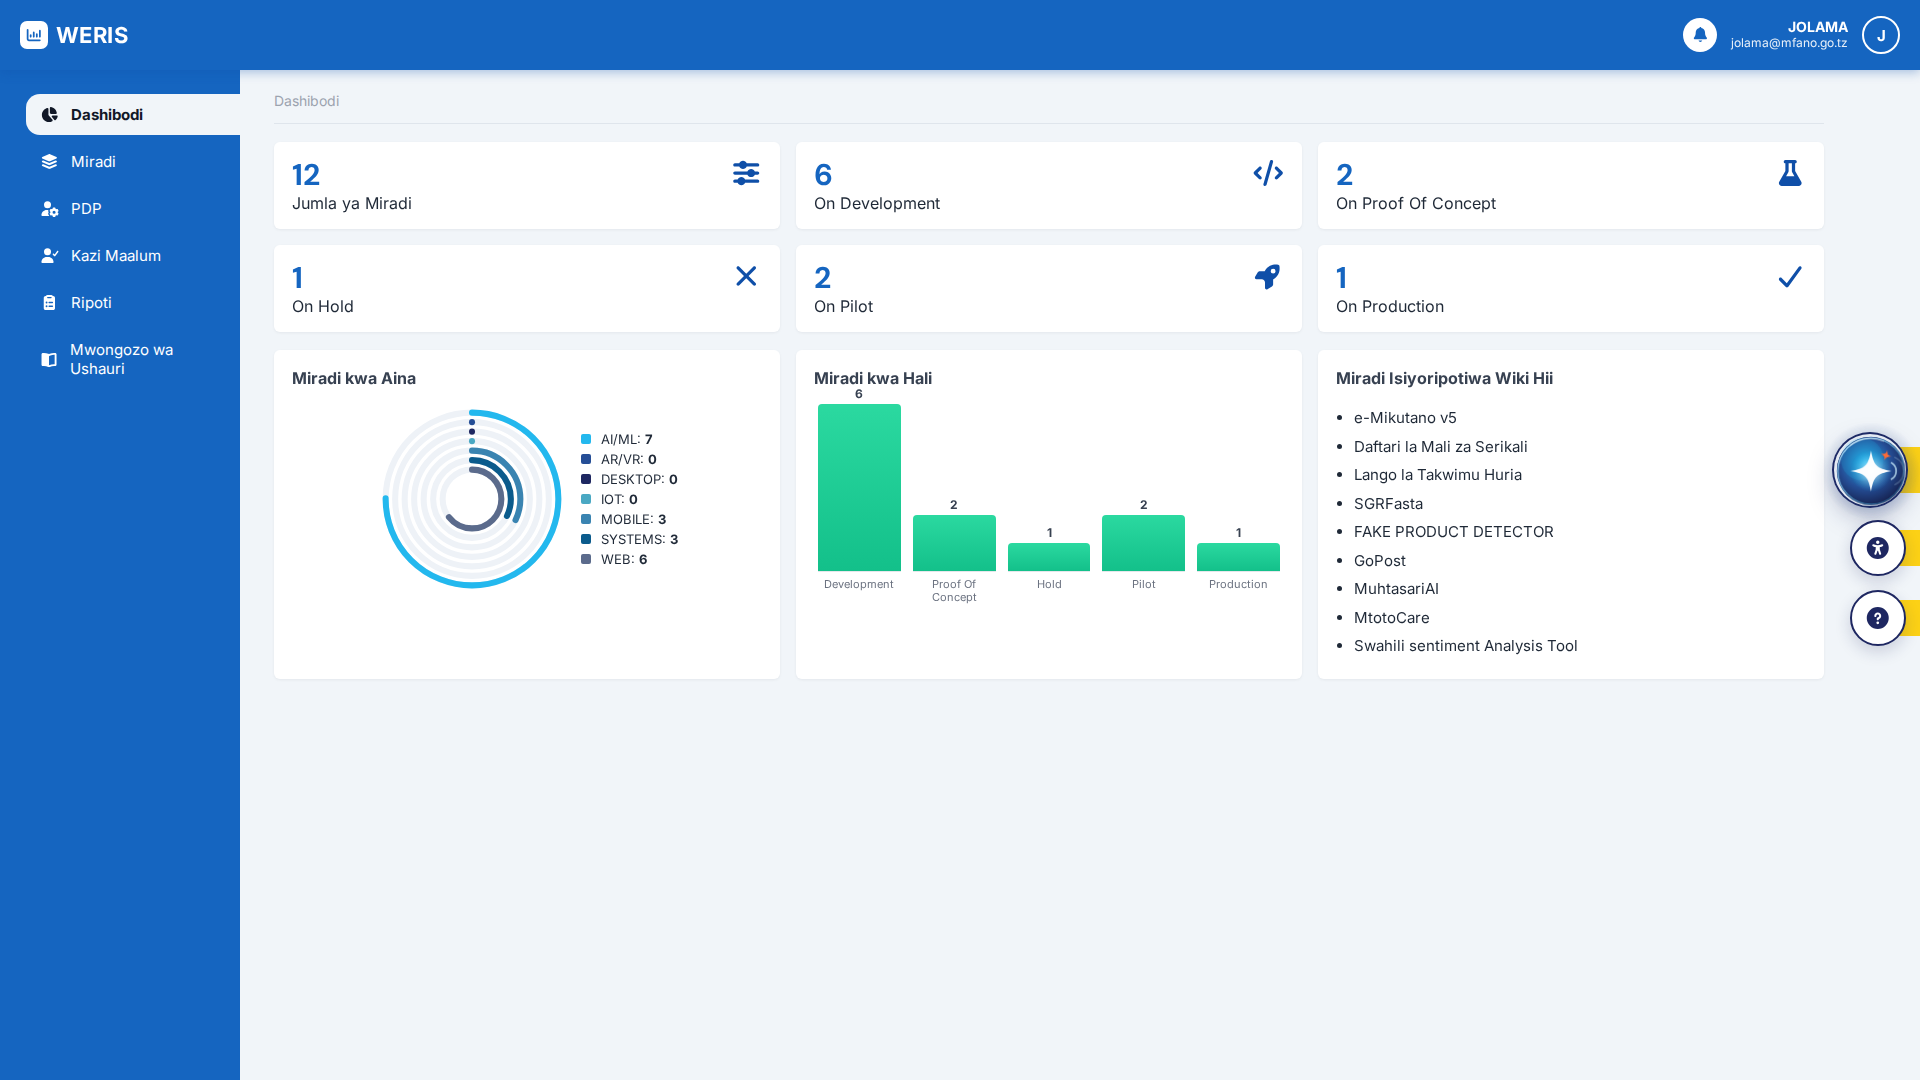 WERIS
JOLAMA
jolama@mfano.go.tz
J
Dashibodi
Miradi
PDP
Kazi Maalum
Ripoti
Mwongozo wa
Ushauri
Dashibodi
12
Jumla ya Miradi
6
On Development
2
On Proof Of Concept
1
On Hold
2
On Pilot
1
On Production
Miradi kwa Aina
AI/ML: 7
AR/VR: 0
DESKTOP: 0
IOT: 0
MOBILE: 3
SYSTEMS: 3
WEB: 6
Miradi kwa Hali
6
2
1
2
1
Development
Proof Of
Concept
Hold
Pilot
Production
Miradi Isiyoripotiwa Wiki Hii
e-Mikutano v5
Daftari la Mali za Serikali
Lango la Takwimu Huria
SGRFasta
FAKE PRODUCT DETECTOR
GoPost
MuhtasariAI
MtotoCare
Swahili sentiment Analysis Tool